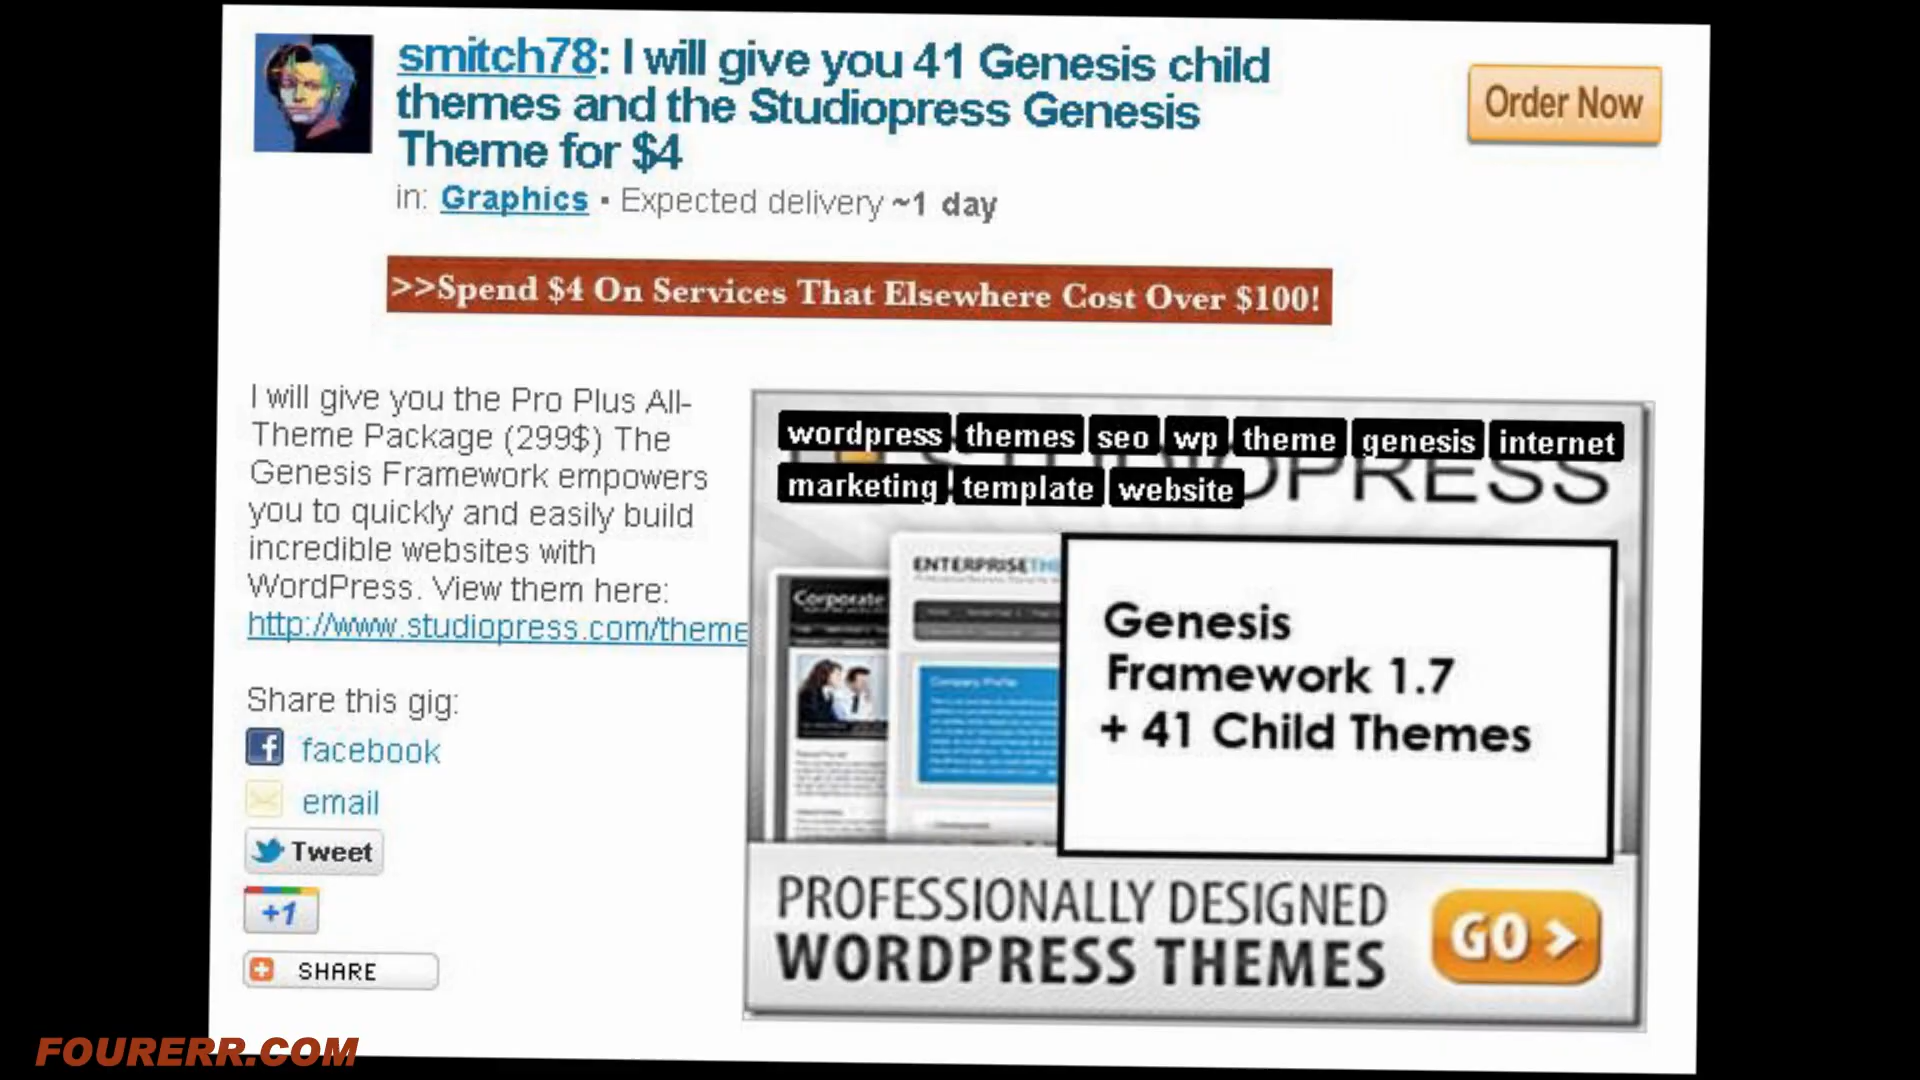 smitch78: I will give you 41 Genesis child
themes and the Studiopress Genesis
Theme for $4
Order Now
in: Graphics • Expected delivery ~1 day
>>Spend $4 On Services That Elsewhere Cost Over $100!
I will give you the Pro Plus All-
Theme Package (299$) The
Genesis Framework empowers
you to quickly and easily build
incredible websites with
WordPress. View them here:
http://www.studiopress.com/theme
Share this gig:
facebook
email
Tweet
+1
SHARE
wordpress themes seo wp theme genesis internet
marketing template website
ENTERPRISE
Corporate
Company Profile
Genesis
Framework 1.7
+ 41 Child Themes
PROFESSIONALLY DESIGNED
WORDPRESS THEMES
GO >
FOURERR.COM